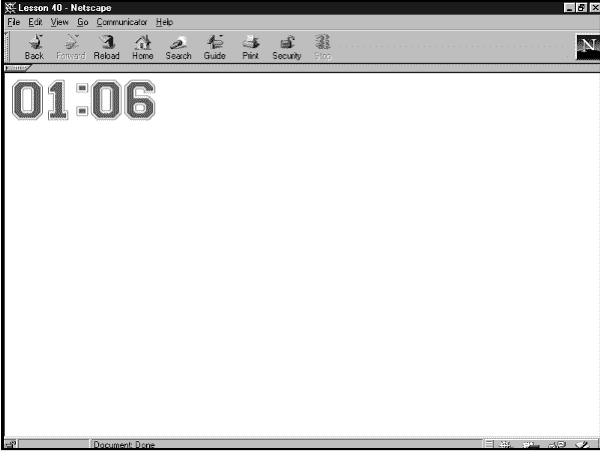 Lesson 40 - Netscape
File Edit View Go Communicator Help
Back Forward Reload Home Search Guide Print Security Stop
N
01:06
Document: Done